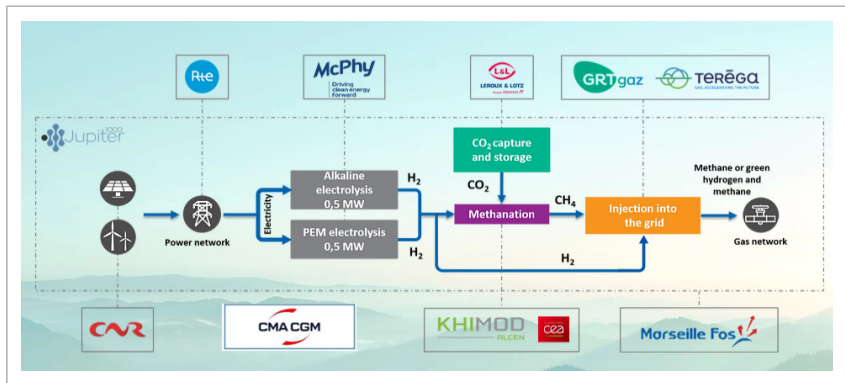 Rte
McPhy
Driving
clean energy
forward
L&L
LEROUX & LOTZ
GRTgaz
TERĒGA
GAS, ACCELERATING THE FUTURE
Jupiter 1000
CO2 capture
and storage
Alkaline
electrolysis
0,5 MW
H2
CO2
CH4
Methane or green
hydrogen and
methane
Electricity
Methanation
Injection into
the grid
Power network
PEM electrolysis
0,5 MW
H2
H2
Gas network
CNR
CMA CGM
KHIMOD
ALCEN
cea
Marseille Fos